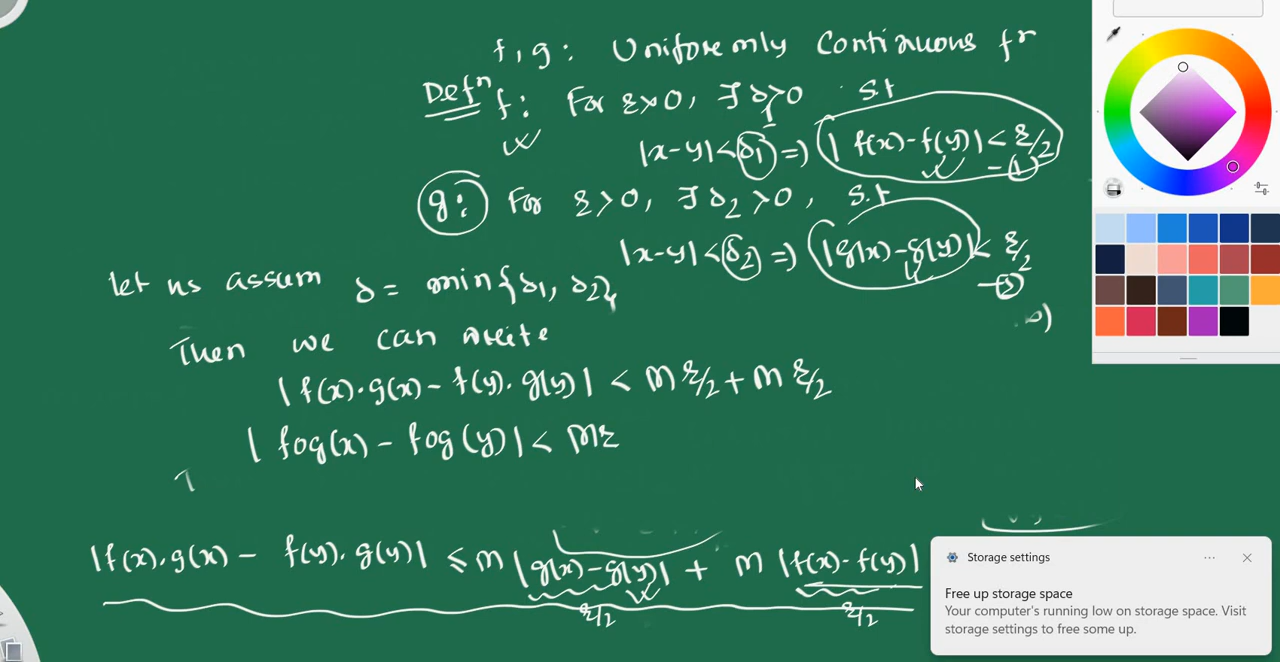 f, g : Uniformly Continuous fn
Defⁿ f : For ε>0, ∃ δ₁>0 s.t
|x-y|<δ₁ => | f(x)-f(y)|<ε/2
-①
g : For ε>0, ∃ δ₂>0, s.t
|x-y|<δ₂ => |g(x)-g(y)|<ε/2
-②
let us assum δ = min{δ₁, δ₂},
=>
Then we can write
| f(x)·g(x) - f(y)·g(y)| < M ε/2 + M ε/2
| fog(x) - fog(y)| < Mε
|f(x)·g(x) - f(y)·g(y)| ≤ M |g(x)-g(y)| + M |f(x)-f(y)|
ε/2 ε/2
Storage settings
Free up storage space
Your computer's running low on storage space. Visit
storage settings to free some up.